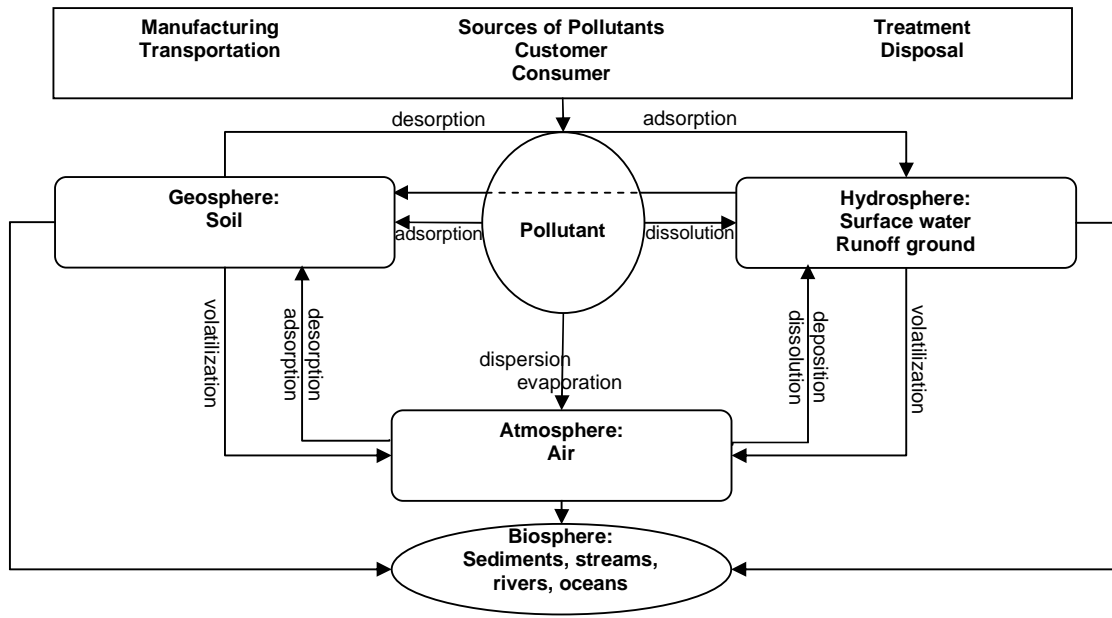 Manufacturing
Transportation
Sources of Pollutants
Customer
Consumer
Treatment
Disposal
desorption
adsorption
Geosphere:
Soil
adsorption
Pollutant
dissolution
Hydrosphere:
Surface water
Runoff ground
volatilization
adsorption
desorption
dispersion
evaporation
dissolution
deposition
volatilization
Atmosphere:
Air
Biosphere:
Sediments, streams,
rivers, oceans